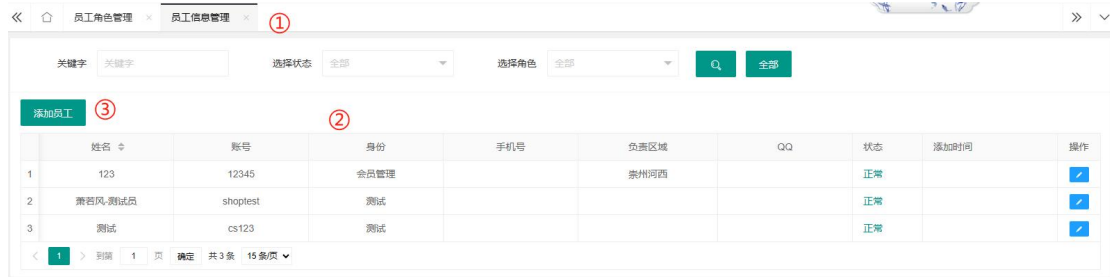 员工角色管理 × 员工信息管理 × ①
关键字 关键字 选择状态 全部 选择角色 全部 全部
添加员工 ③ ②
姓名 账号 身份 手机号 负责区域 QQ 状态 添加时间 操作
1 123 12345 会员管理 崇州河西 正常
2 萧若风-测试员 shoptest 测试 正常
3 测试 cs123 测试 正常
< 1 > 到第 1 页 确定 共 3 条 15 条/页